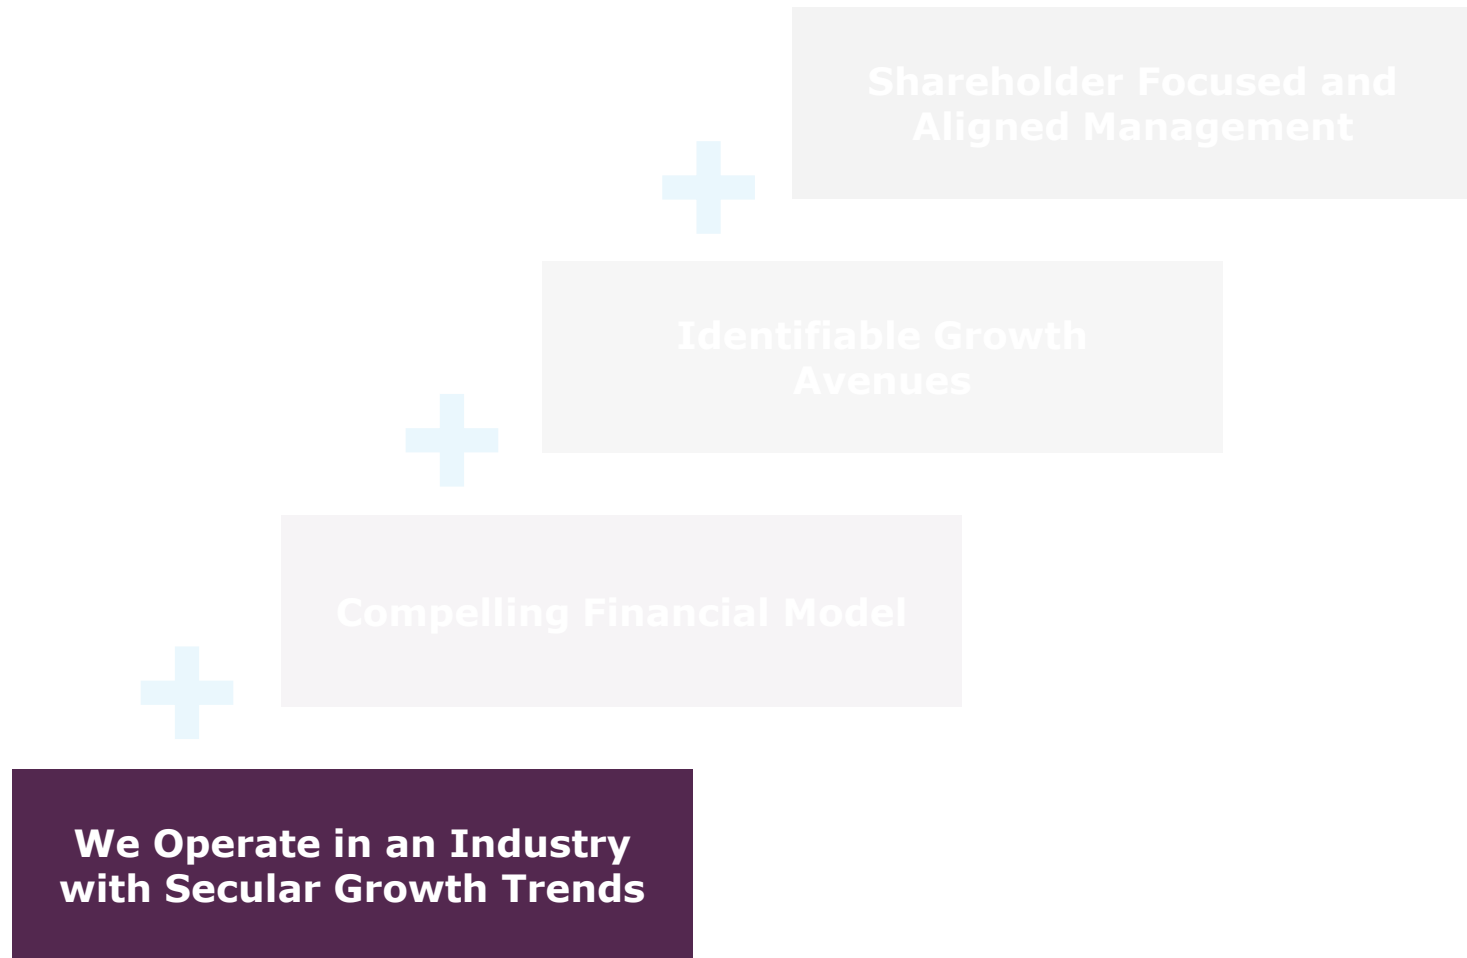 Shareholder Focused and
Aligned Management
Identifiable Growth
Avenues
Compelling Financial Model
We Operate in an Industry
with Secular Growth Trends